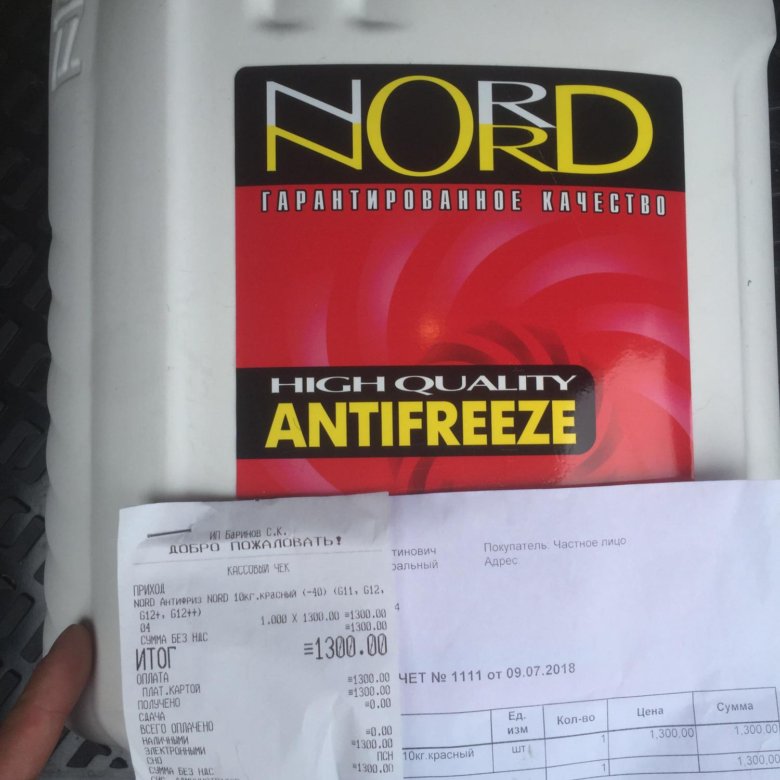 NORD
ГАРАНТИРОВАННОЕ КАЧЕСТВО
HIGH QUALITY
ANTIFREEZE
ИП Баринов С.К.
ДОБРО ПОЖАЛОВАТЬ!
КАССОВЫЙ ЧЕК
ПРИХОД
NORD Антифриз NORD 10кг.красный (-40) (G11, G12,
G12+, G12++)
1.000 X 1300.00 =1300.00
04 =1300.00
СУММА БЕЗ НДС
ИТОГ =1300.00
ОПЛАТА =1300.00
ПЛАТ.КАРТОЙ =1300.00
ПОЛУЧЕНО =0.00
СДАЧА
ВСЕГО ОПЛАЧЕНО =0.00
НАЛИЧНЫМИ =1300.00
ЭЛЕКТРОННЫМИ ПСН
СНО =1300.00
СУММА БЕЗ НДС
тинович Покупатель: Частное лицо
ральный Адрес
4
ЧЕТ № 1111 от 09.07.2018
Ед. изм Кол-во Цена Сумма
1 1,300,00 1,300.00
10кг.красный шт
1 1,300.00